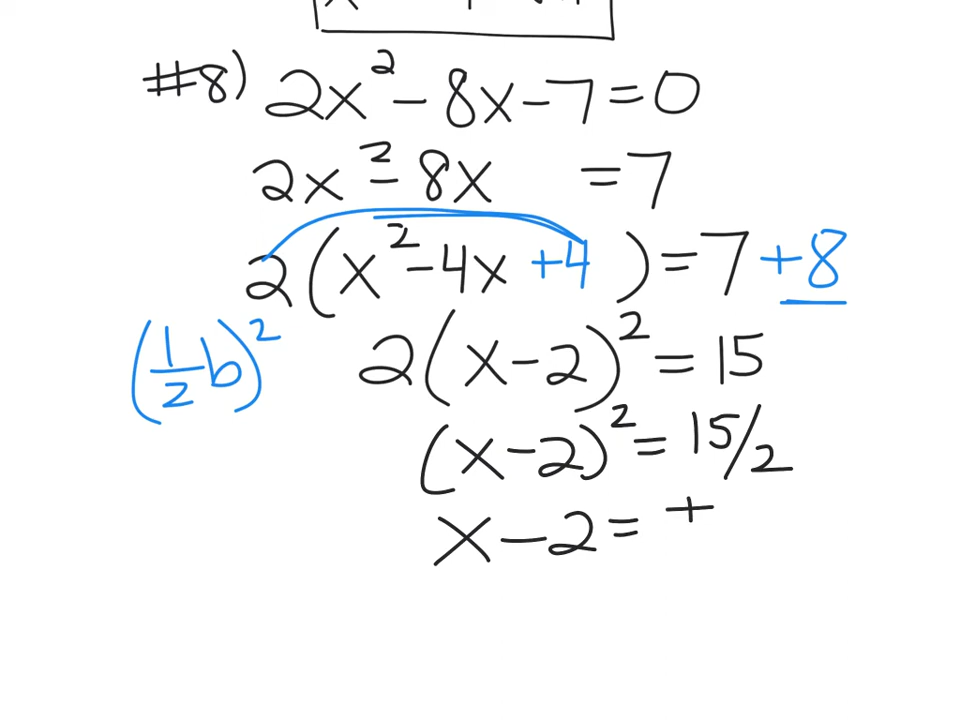 #8) 2x² - 8x - 7 = 0
2x² - 8x = 7
2(x² - 4x + 4) = 7 + 8
(1/2 b)²
2(x - 2)² = 15
(x - 2)² = 15/2
x - 2 = +